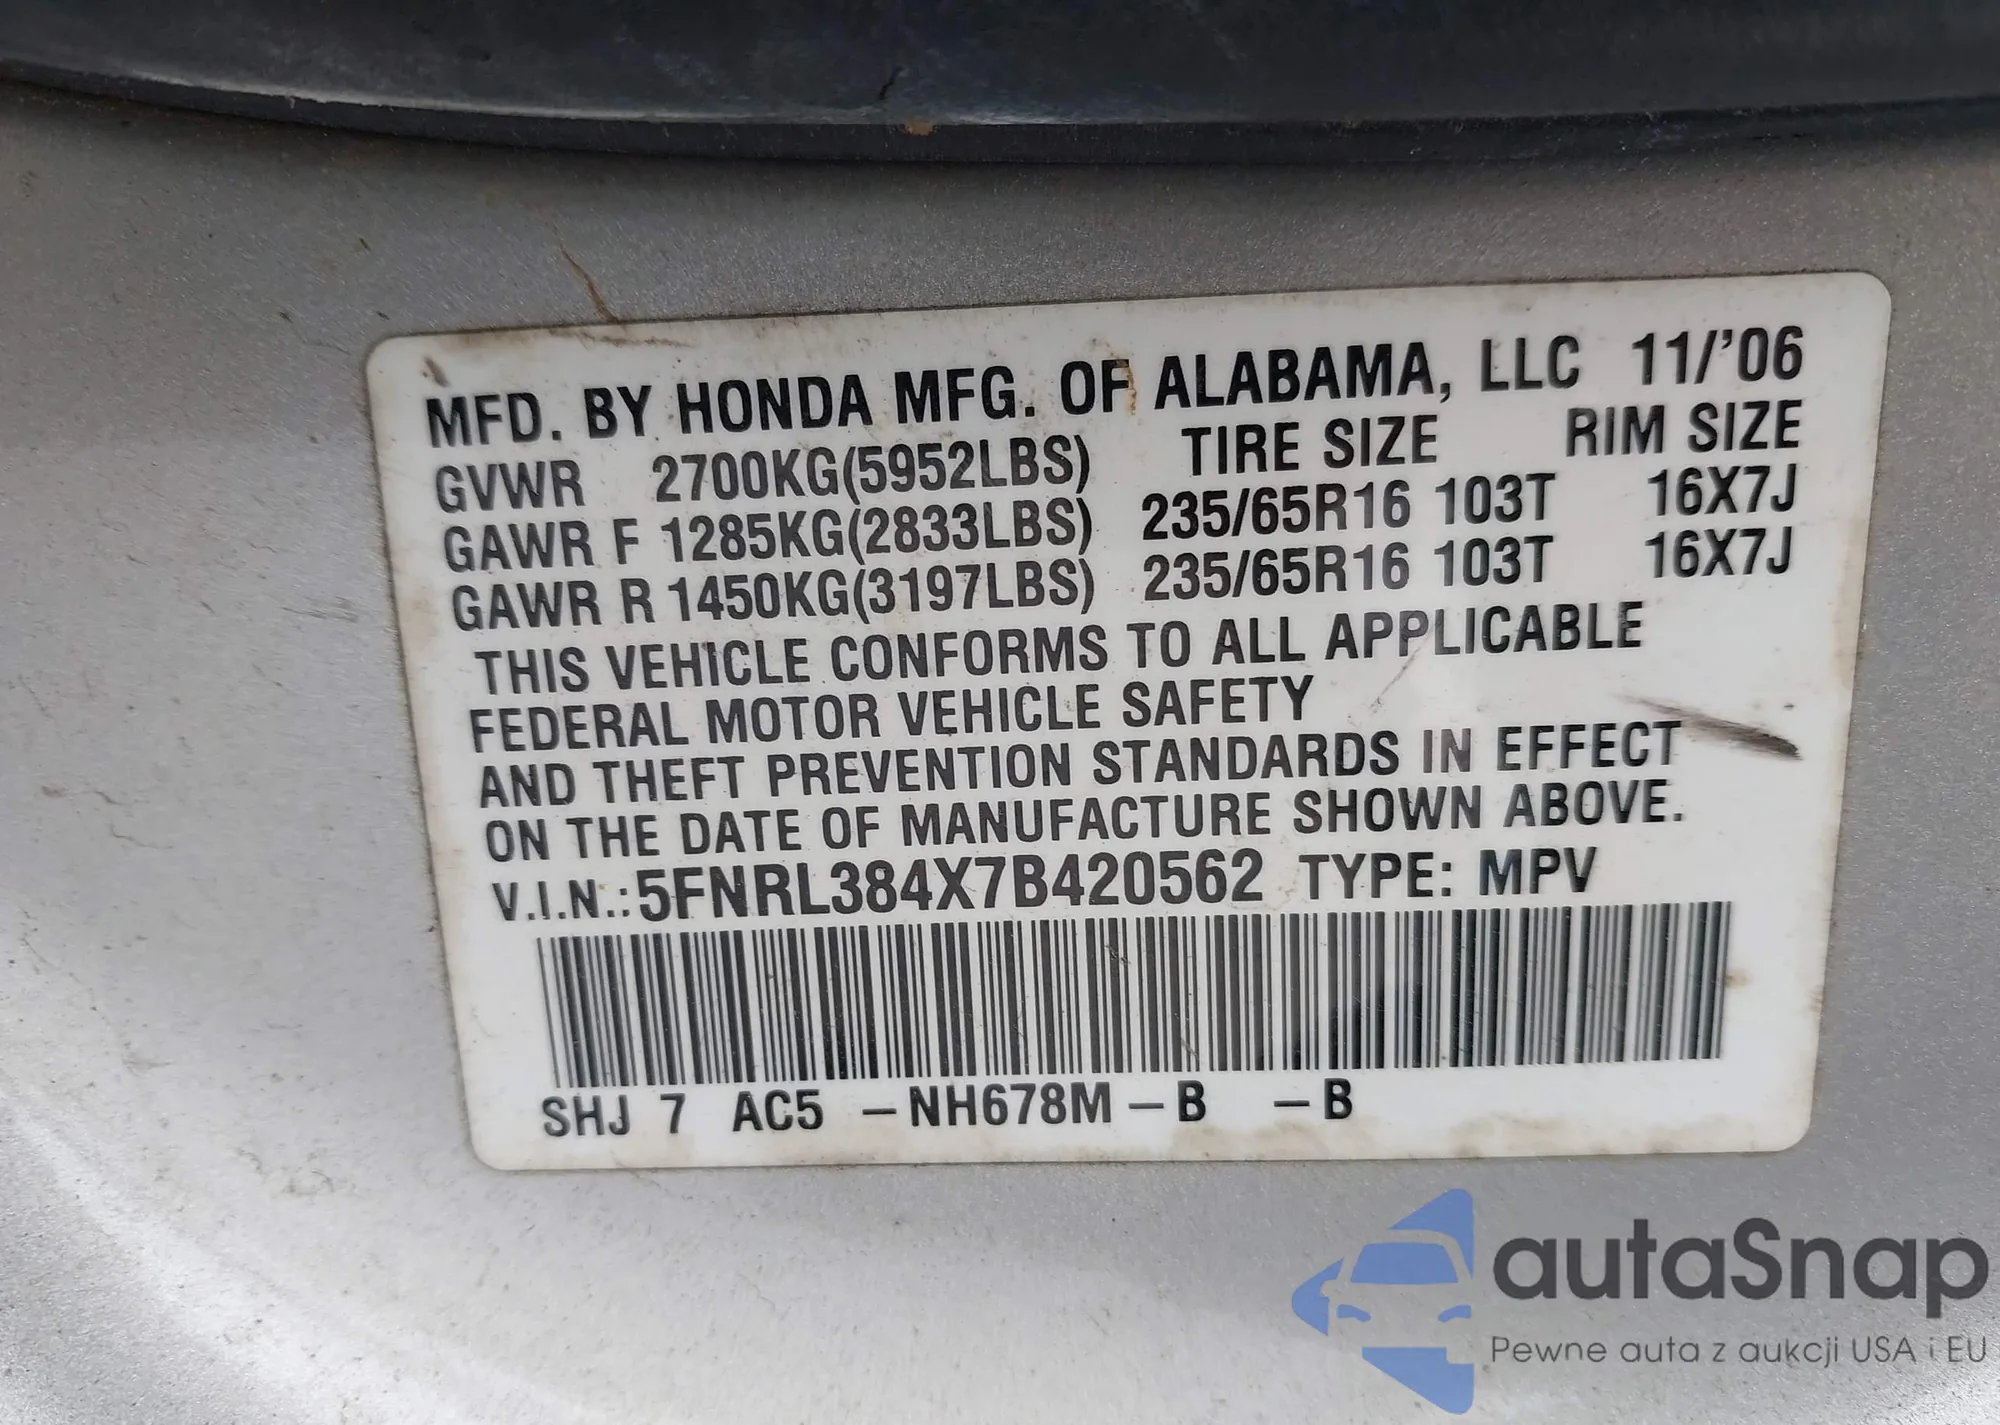 MFD. BY HONDA MFG. OF ALABAMA, LLC 11/'06
GVWR 2700KG(5952LBS) TIRE SIZE RIM SIZE
GAWR F 1285KG(2833LBS) 235/65R16 103T 16X7J
GAWR R 1450KG(3197LBS) 235/65R16 103T 16X7J
THIS VEHICLE CONFORMS TO ALL APPLICABLE
FEDERAL MOTOR VEHICLE SAFETY
AND THEFT PREVENTION STANDARDS IN EFFECT
ON THE DATE OF MANUFACTURE SHOWN ABOVE.
V.I.N.:5FNRL384X7B420562 TYPE: MPV
SHJ 7 AC5 –NH678M–B –B
autaSnap
Pewne auta z aukcji USA i EU